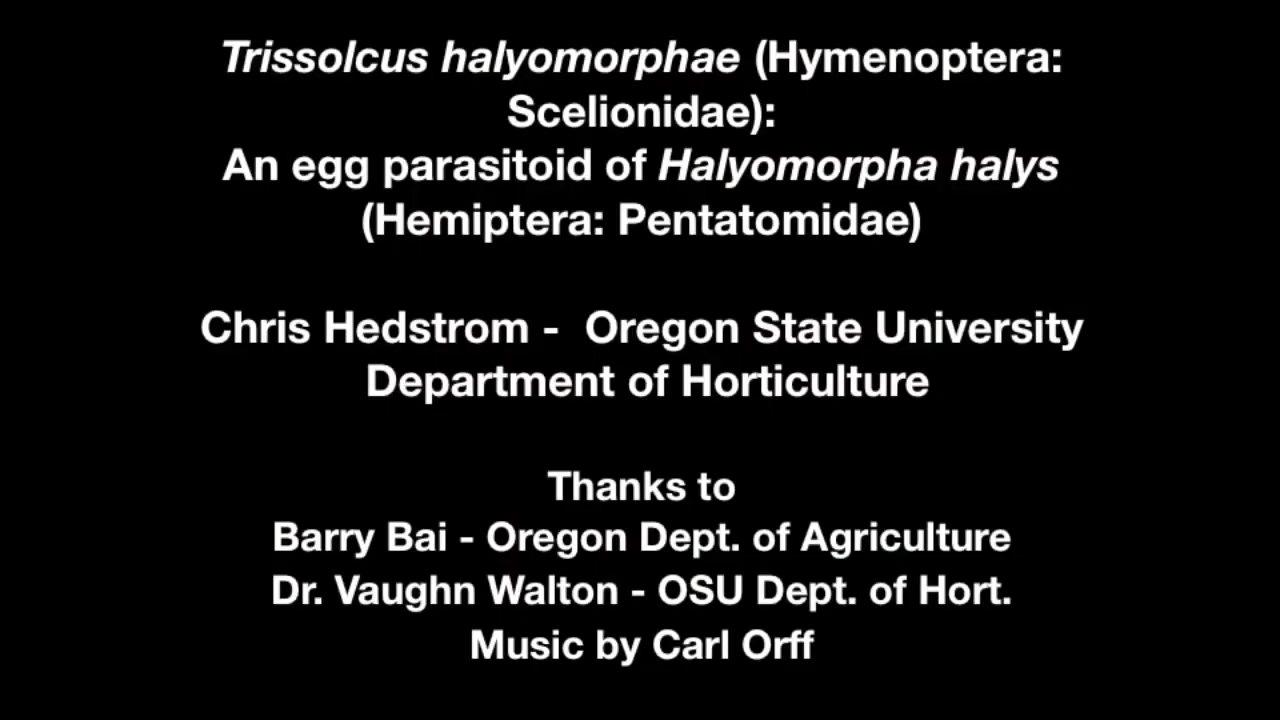 Trissolcus halyomorphae (Hymenoptera:
Scelionidae):
An egg parasitoid of Halyomorpha halys
(Hemiptera: Pentatomidae)
Chris Hedstrom -  Oregon State University
Department of Horticulture
Thanks to
Barry Bai - Oregon Dept. of Agriculture
Dr. Vaughn Walton - OSU Dept. of Hort.
Music by Carl Orff